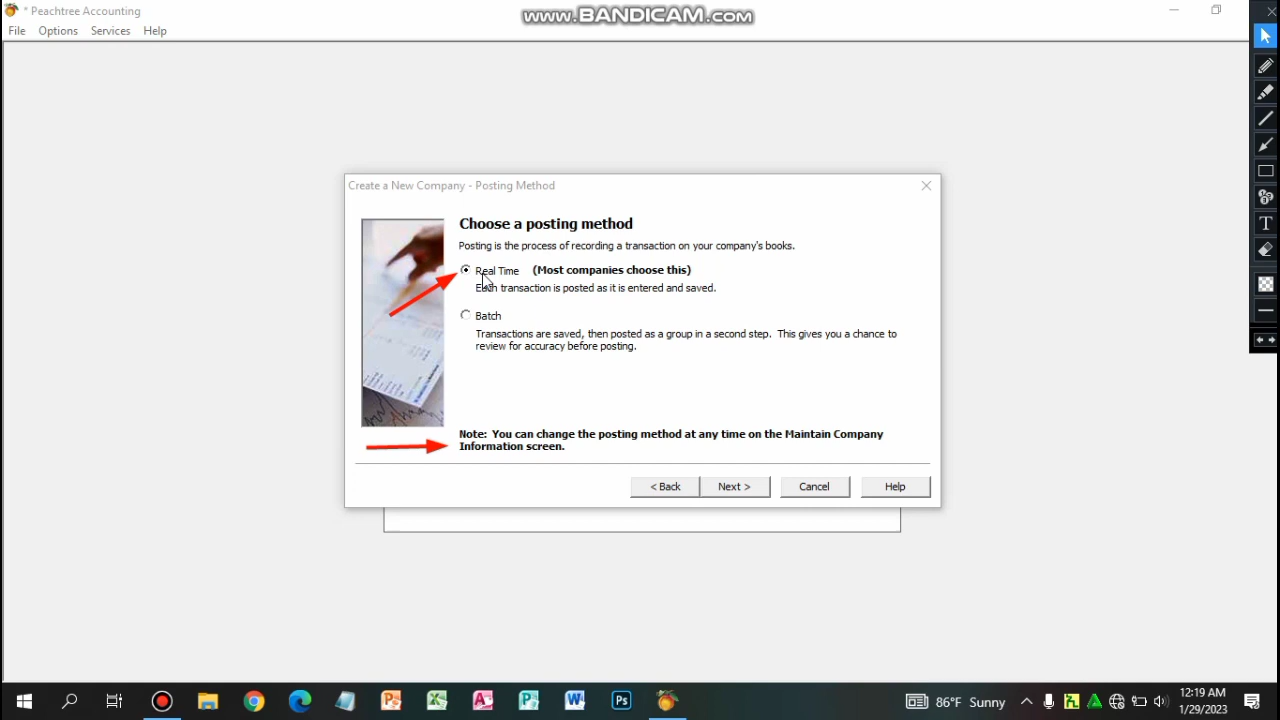 * Peachtree Accounting
www.BANDICAM.com
File Options Services Help
Create a New Company - Posting Method
Choose a posting method
Posting is the process of recording a transaction on your company's books.
Real Time (Most companies choose this)
Each transaction is posted as it is entered and saved.
Batch
Transactions are saved, then posted as a group in a second step. This gives you a chance to
review for accuracy before posting.
Note: You can change the posting method at any time on the Maintain Company
Information screen.
< Back Next > Cancel Help
T
86°F Sunny
12:19 AM
1/29/2023